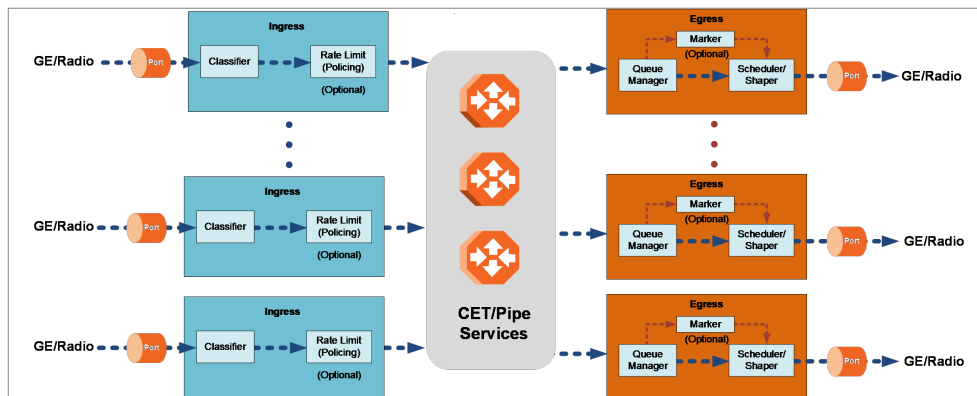 Ingress
GE/Radio
Port
Classifier
Rate Limit
(Policing)
(Optional)
Egress
Marker
(Optional)
Queue
Manager
Scheduler/
Shaper
Port
GE/Radio
Ingress
GE/Radio
Port
Classifier
Rate Limit
(Policing)
(Optional)
Egress
Marker
(Optional)
Queue
Manager
Scheduler/
Shaper
Port
GE/Radio
Ingress
GE/Radio
Port
Classifier
Rate Limit
(Policing)
(Optional)
CET/Pipe
Services
Egress
Marker
(Optional)
Queue
Manager
Scheduler/
Shaper
Port
GE/Radio